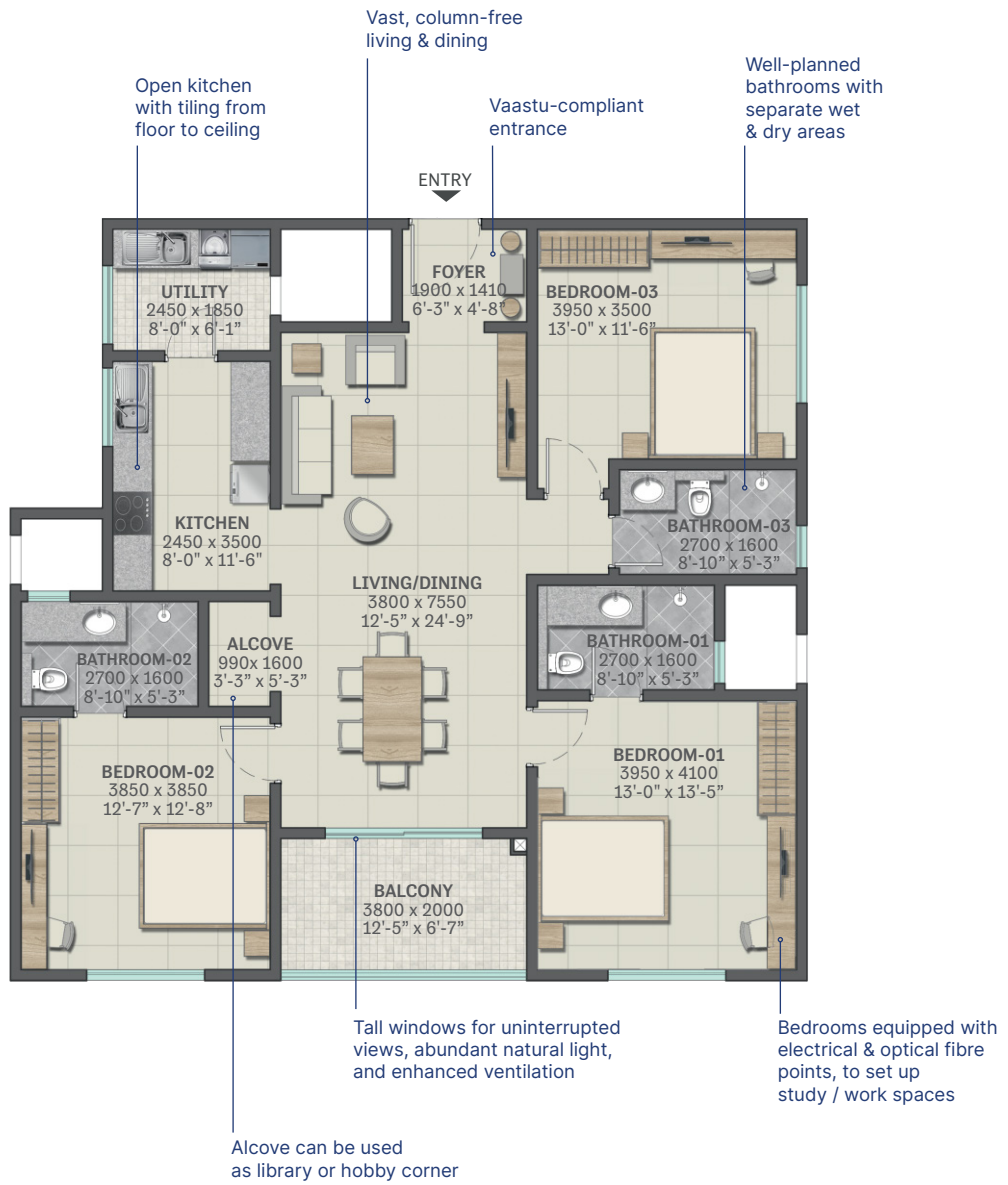 Vast, column-free
living & dining
Open kitchen
with tiling from
floor to ceiling
Vaastu-compliant
entrance
Well-planned
bathrooms with
separate wet
& dry areas
ENTRY
UTILITY
2450 x 1850
8'-0" x 6'-1”
FOYER
1900 x 1410
6'-3” x 4'-8”
BEDROOM-03
3950 x 3500
13'-0" x 11'-6”
KITCHEN
2450 x 3500
8'-0" x 11'-6”
BATHROOM-03
2700 x 1600
8'-10” x 5'-3”
LIVING/DINING
3800 x 7550
12'-5” x 24'-9”
BATHROOM-02
2700 x 1600
8'-10” x 5'-3”
ALCOVE
990x 1600
3'-3” x 5'-3”
BATHROOM-01
2700 x 1600
8'-10” x 5'-3”
BEDROOM-02
3850 x 3850
12'-7” x 12'-8”
BEDROOM-01
3950 x 4100
13'-0" x 13'-5”
BALCONY
3800 x 2000
12'-5” x 6'-7”
Tall windows for uninterrupted
views, abundant natural light,
and enhanced ventilation
Bedrooms equipped with
electrical & optical fibre
points, to set up
study / work spaces
Alcove can be used
as library or hobby corner